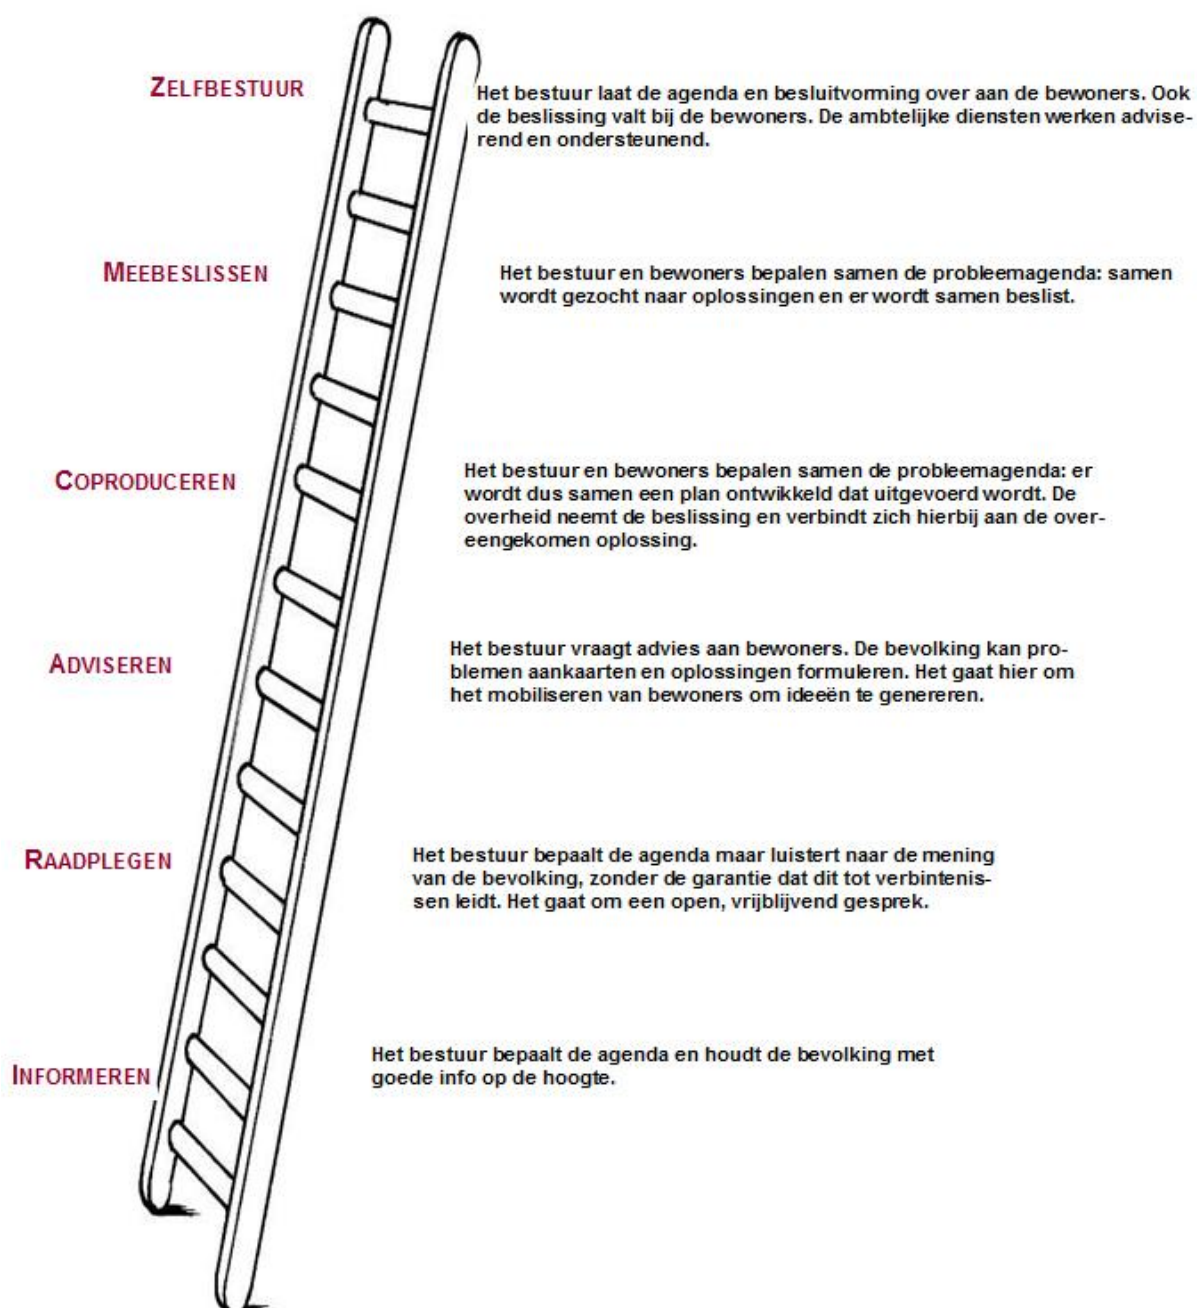 ZELFBESTUUR
Het bestuur laat de agenda en besluitvorming over aan de bewoners. Ook
de beslissing valt bij de bewoners. De ambtelijke diensten werken advise-
rend en ondersteunend.
MEEBESLISSEN
Het bestuur en bewoners bepalen samen de probleemagenda: samen
wordt gezocht naar oplossingen en er wordt samen beslist.
COPRODUCEREN
Het bestuur en bewoners bepalen samen de probleemagenda: er
wordt dus samen een plan ontwikkeld dat uitgevoerd wordt. De
overheid neemt de beslissing en verbindt zich hierbij aan de over-
eengekomen oplossing.
ADVISEREN
Het bestuur vraagt advies aan bewoners. De bevolking kan pro-
blemen aankaarten en oplossingen formuleren. Het gaat hier om
het mobiliseren van bewoners om ideeën te genereren.
RAADPLEGEN
Het bestuur bepaalt de agenda maar luistert naar de mening
van de bevolking, zonder de garantie dat dit tot verbintenis-
sen leidt. Het gaat om een open, vrijblijvend gesprek.
INFORMEREN
Het bestuur bepaalt de agenda en houdt de bevolking met
goede info op de hoogte.